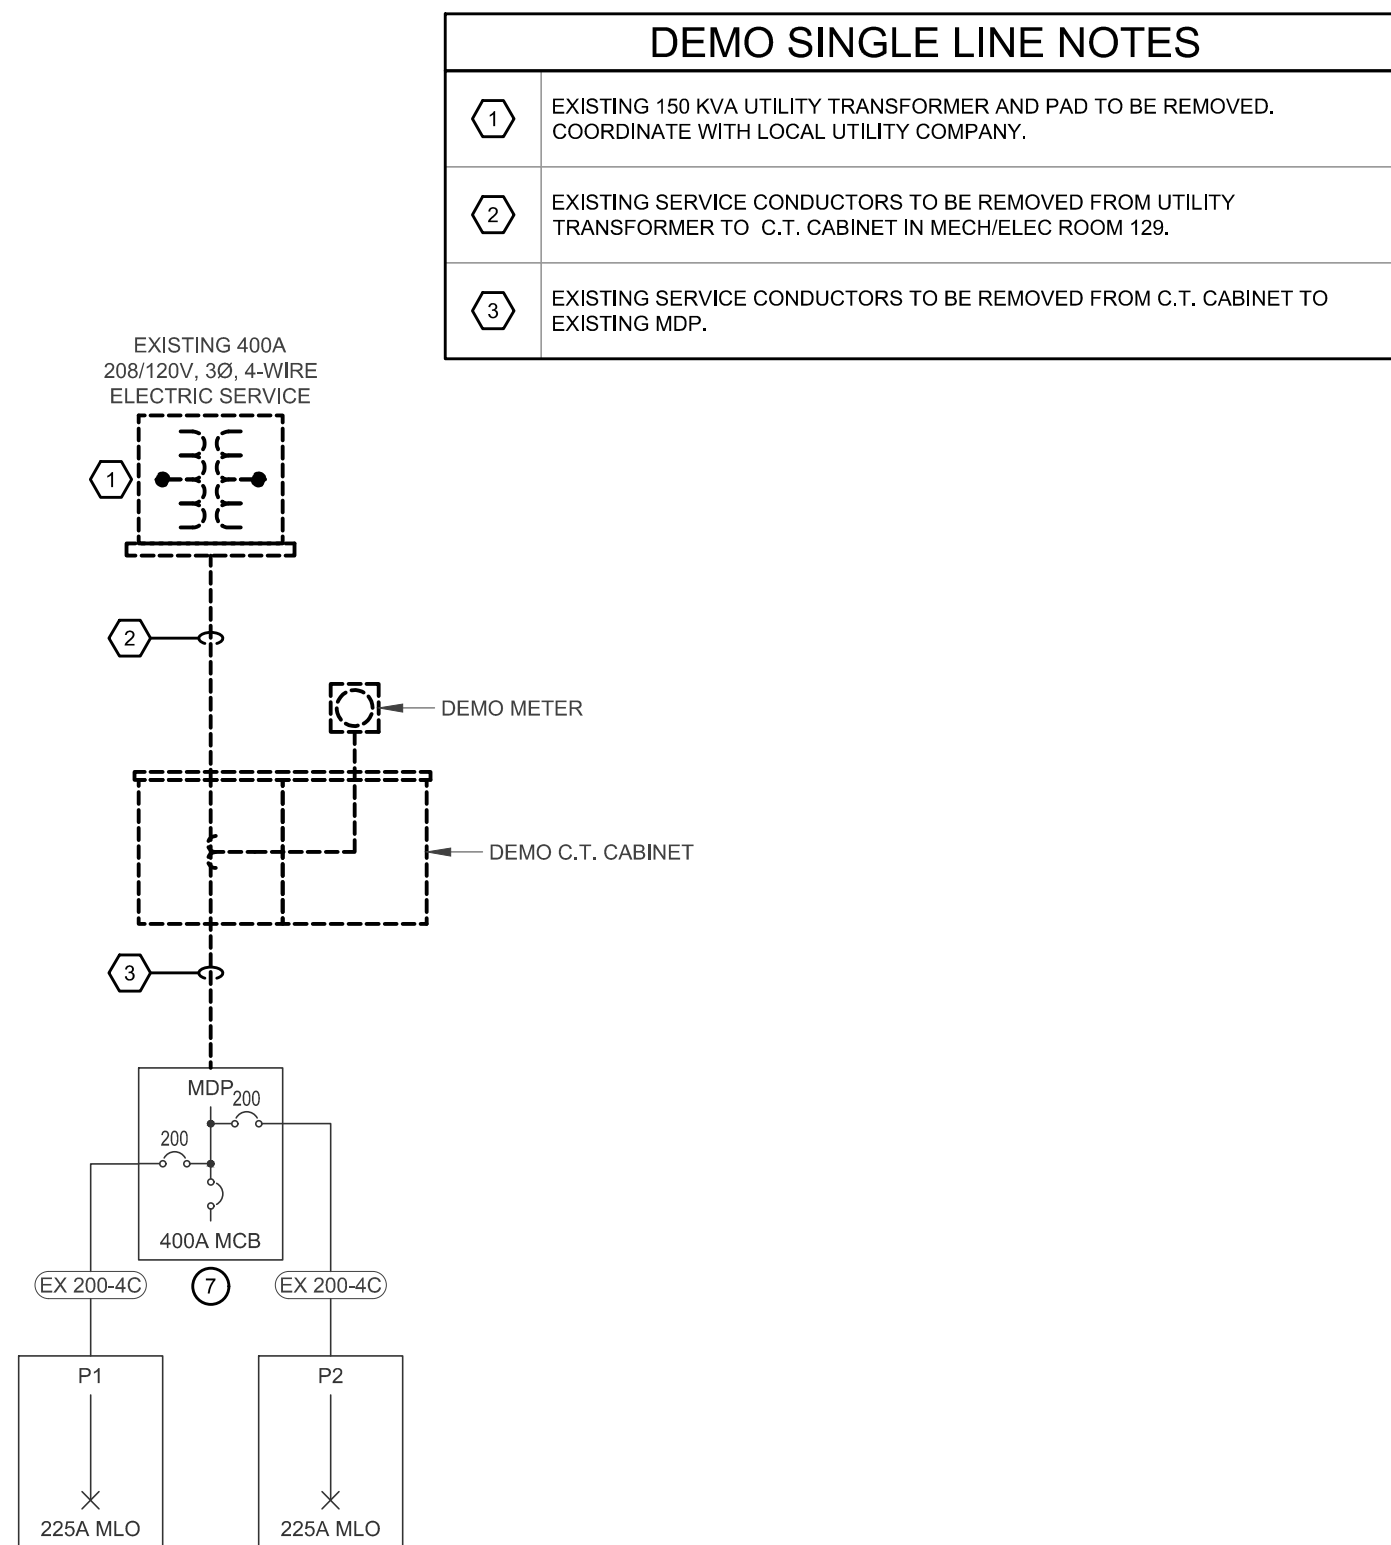 DEMO SINGLE LINE NOTES
1
EXISTING 150 KVA UTILITY TRANSFORMER AND PAD TO BE REMOVED.
COORDINATE WITH LOCAL UTILITY COMPANY.
2
EXISTING SERVICE CONDUCTORS TO BE REMOVED FROM UTILITY
TRANSFORMER TO C.T. CABINET IN MECH/ELEC ROOM 129.
3
EXISTING SERVICE CONDUCTORS TO BE REMOVED FROM C.T. CABINET TO
EXISTING MDP.
EXISTING 400A
208/120V, 3Ø, 4-WIRE
ELECTRIC SERVICE
1
2
DEMO METER
DEMO C.T. CABINET
3
MDP
200
200
400A MCB
EX 200-4C
7
EX 200-4C
P1
P2
225A MLO
225A MLO